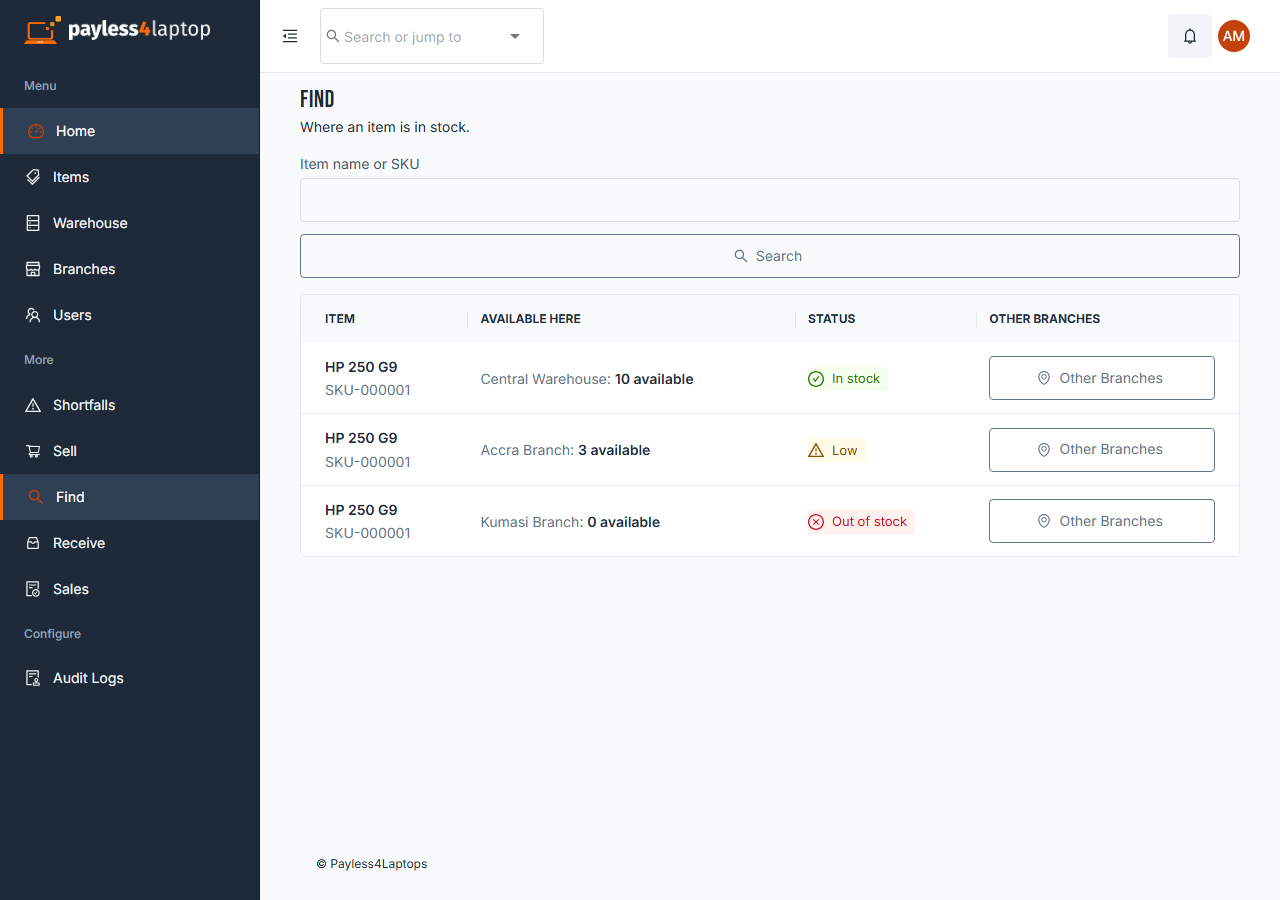 payless4laptop
Search or jump to
AM
Menu
Home
Items
Warehouse
Branches
Users
More
Shortfalls
Sell
Find
Receive
Sales
Configure
Audit Logs
FIND
Where an item is in stock.
Item name or SKU
Search
ITEM AVAILABLE HERE STATUS OTHER BRANCHES
HP 250 G9
SKU-000001
Central Warehouse: 10 available
In stock
Other Branches
HP 250 G9
SKU-000001
Accra Branch: 3 available
Low
Other Branches
HP 250 G9
SKU-000001
Kumasi Branch: 0 available
Out of stock
Other Branches
© Payless4Laptops